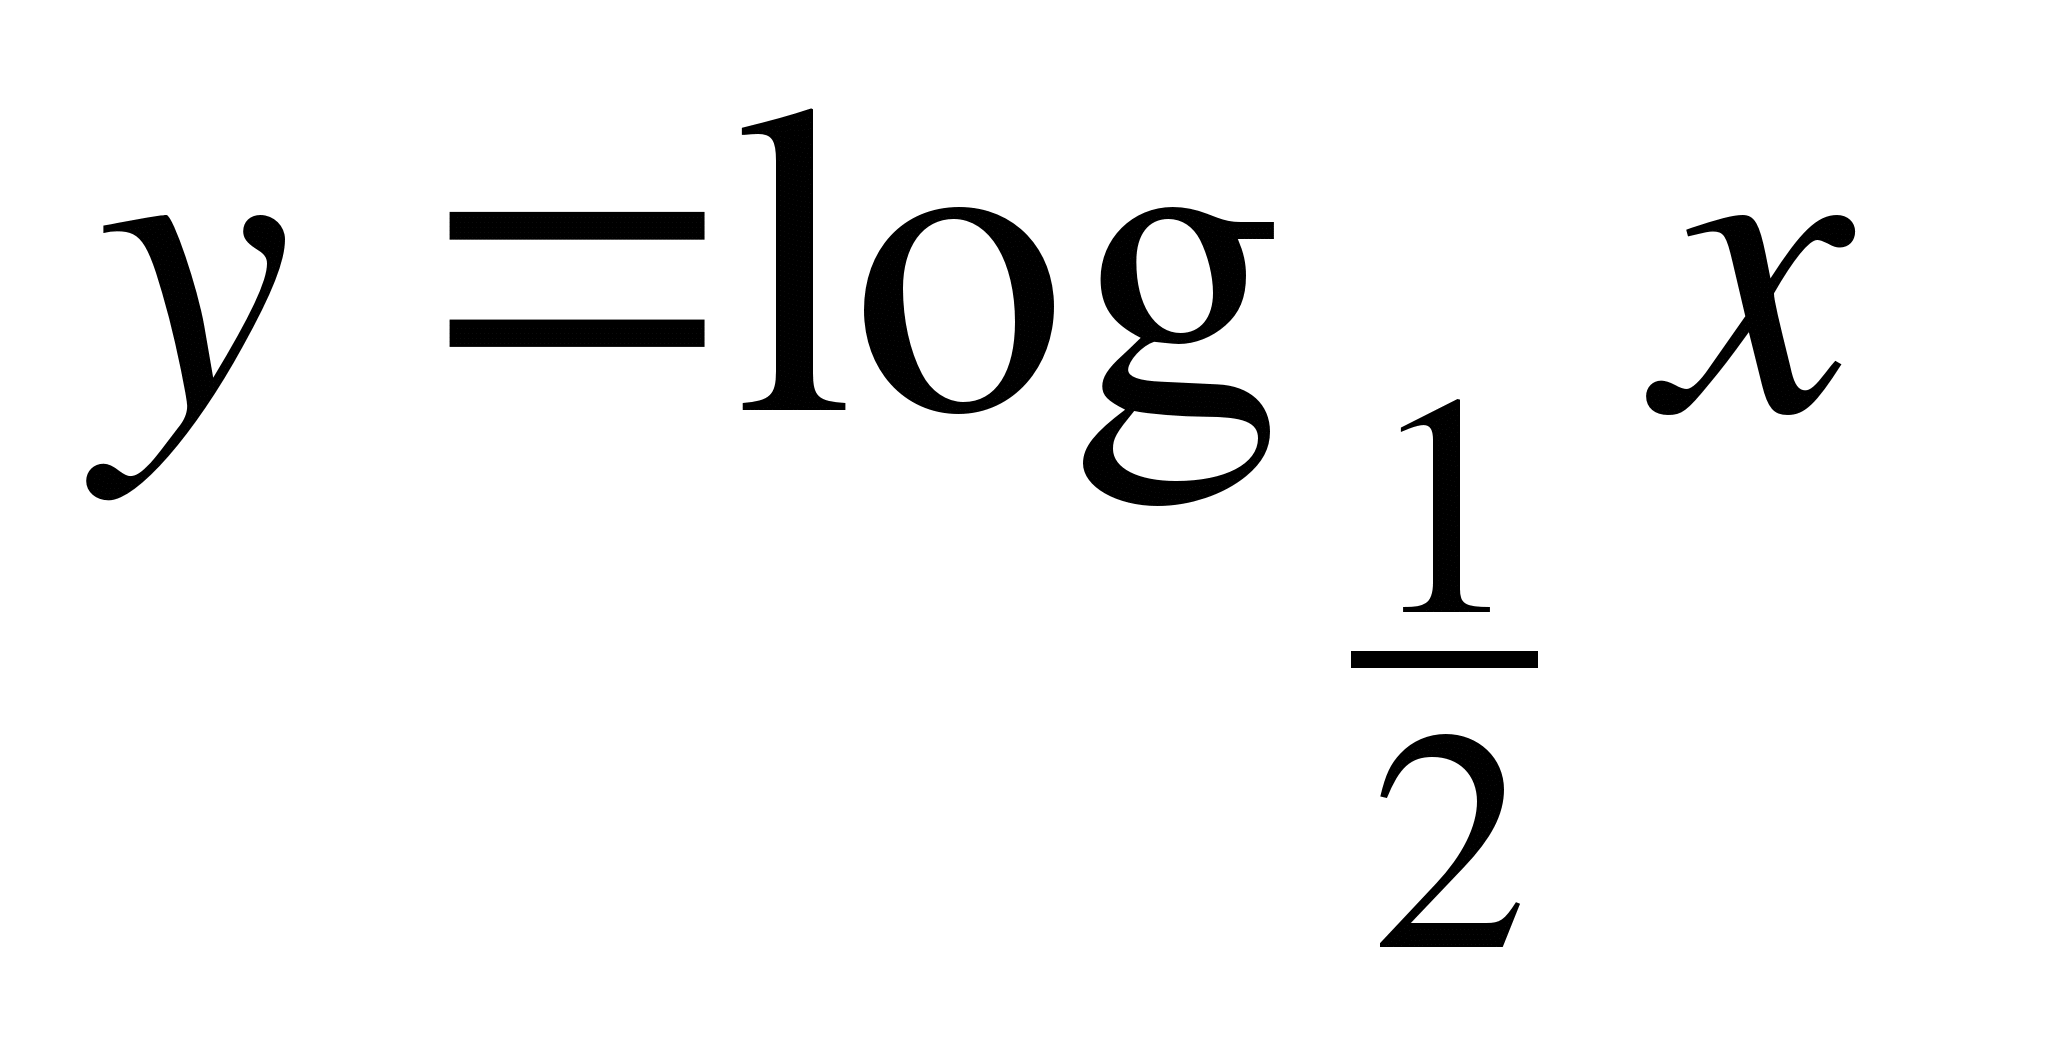 y = log 1/2 x